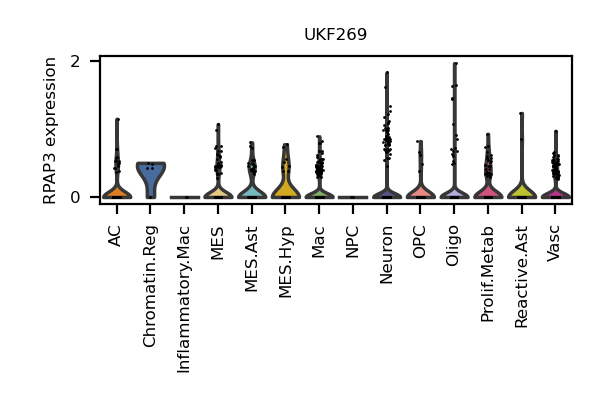 UKF269
RPAP3 expression
2
0
AC
Chromatin.Reg
Inflammatory.Mac
MES
MES.Ast
MES.Hyp
Mac
NPC
Neuron
OPC
Oligo
Prolif.Metab
Reactive.Ast
Vasc